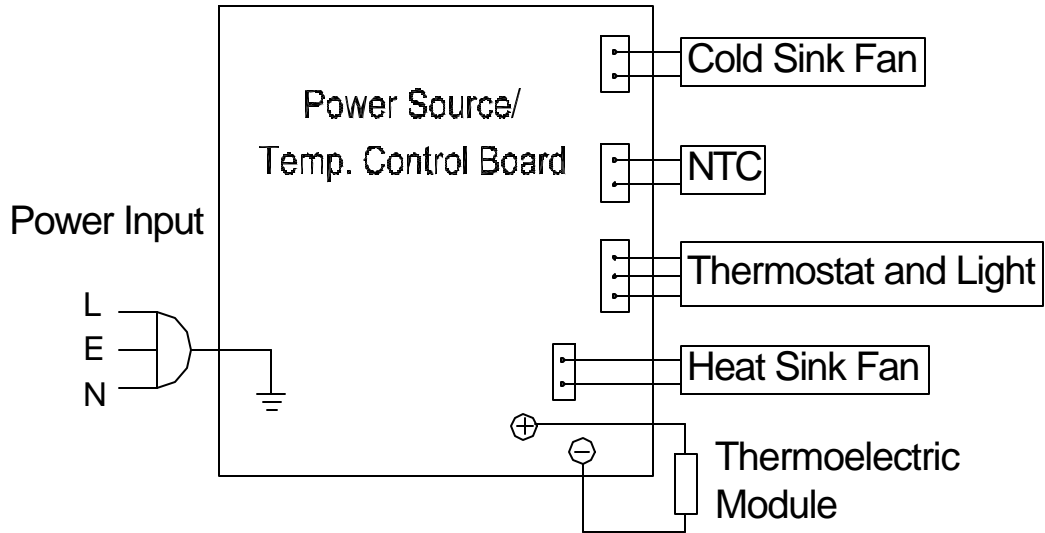 Cold Sink Fan
Power Source/
Temp. Control Board
NTC
Power Input
Thermostat and Light
L
E
N
Heat Sink Fan
Thermoelectric
Module